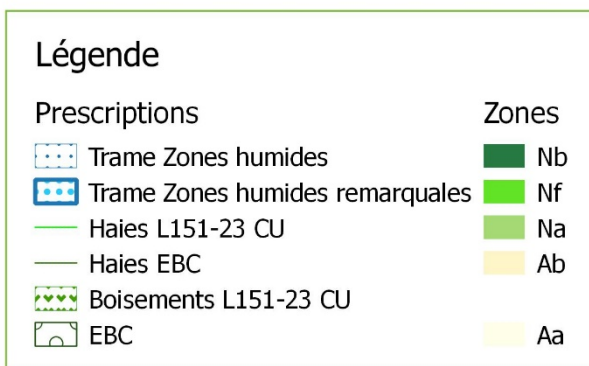 Légende
Prescriptions Zones
Trame Zones humides Nb
Trame Zones humides remarquales Nf
Haies L151-23 CU Na
Haies EBC Ab
Boisements L151-23 CU
EBC Aa